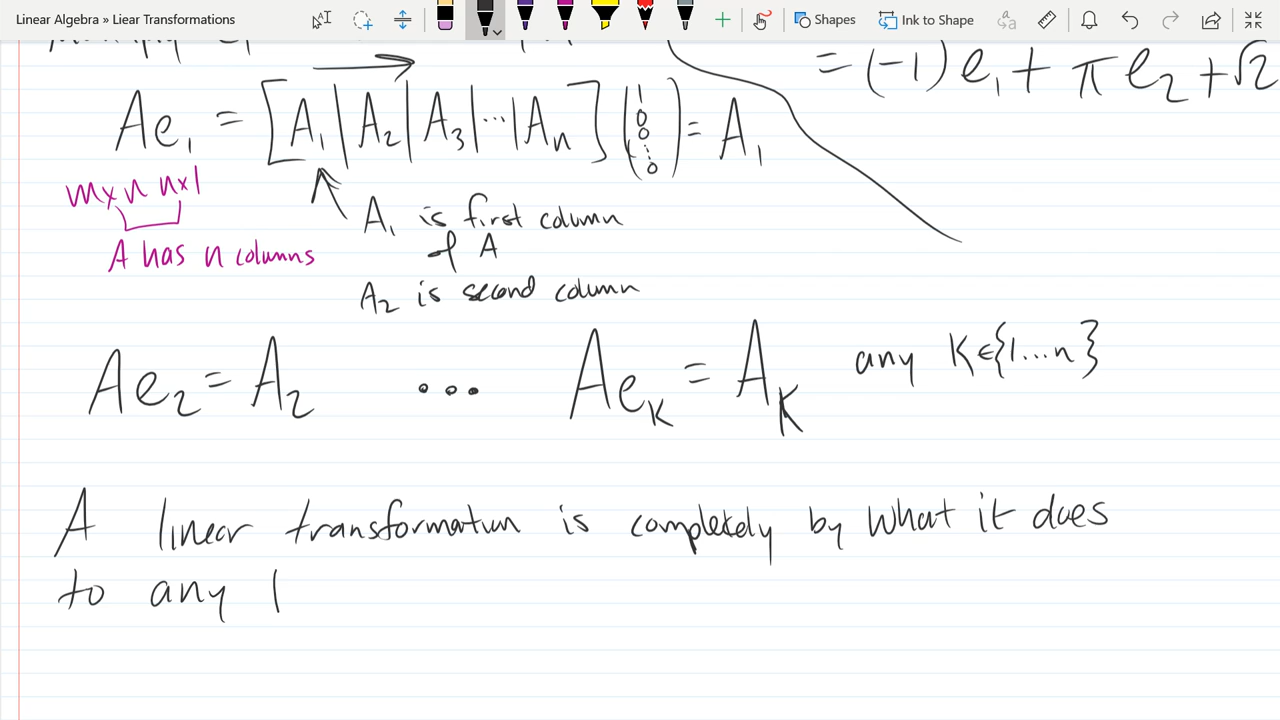 Linear Algebra » Liear Transformations
Shapes
Ink to Shape
= (-1)e₁ + πe₂ + √2
Ae₁ = [A₁|A₂|A₃|...|Aₙ] (1 0 0 ⋮ 0) = A₁
m×n n×1
A has n columns
A₁ is first column
of A
A₂ is second column
Ae₂ = A₂ ... Aeₖ = Aₖ any K∈{1...n}
A linear transformation is completely by what it does
to any